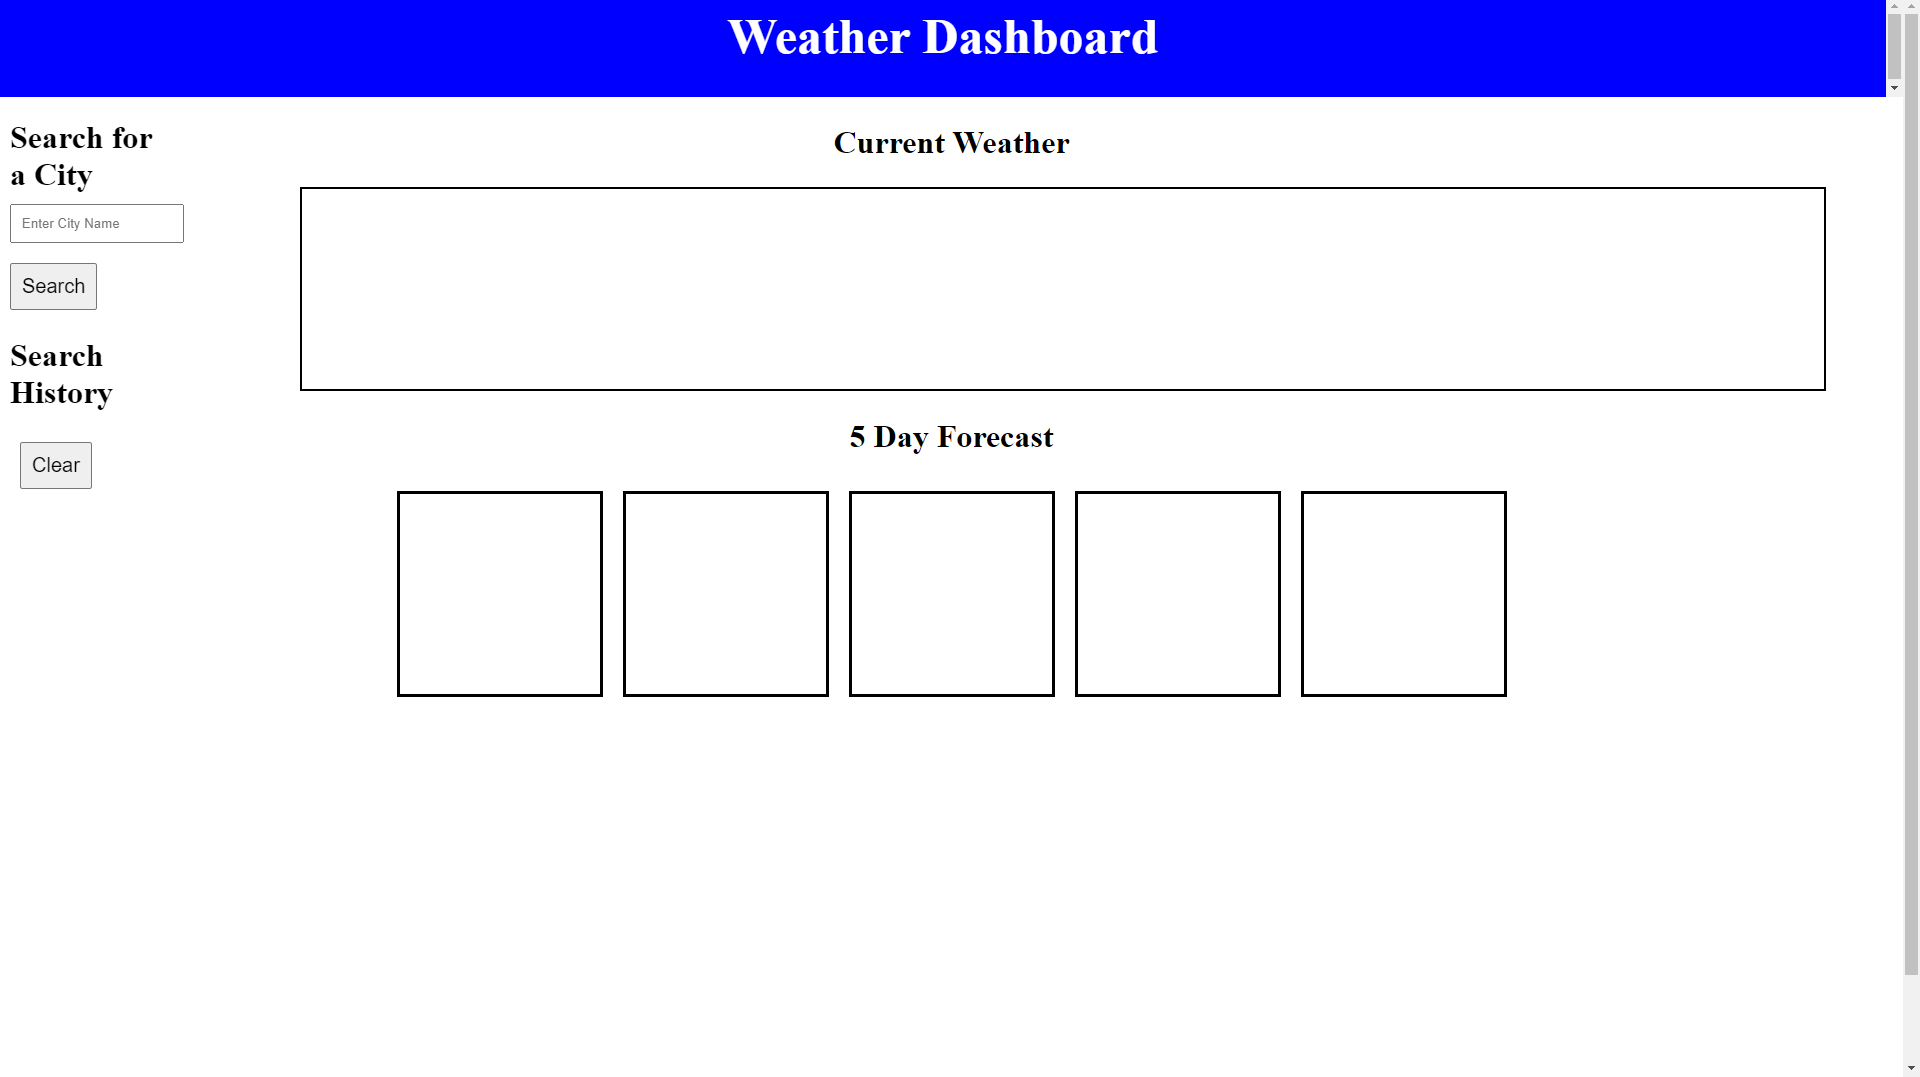 Weather Dashboard
Search for
a City
Enter City Name
Search
Search
History
Clear
Current Weather
5 Day Forecast